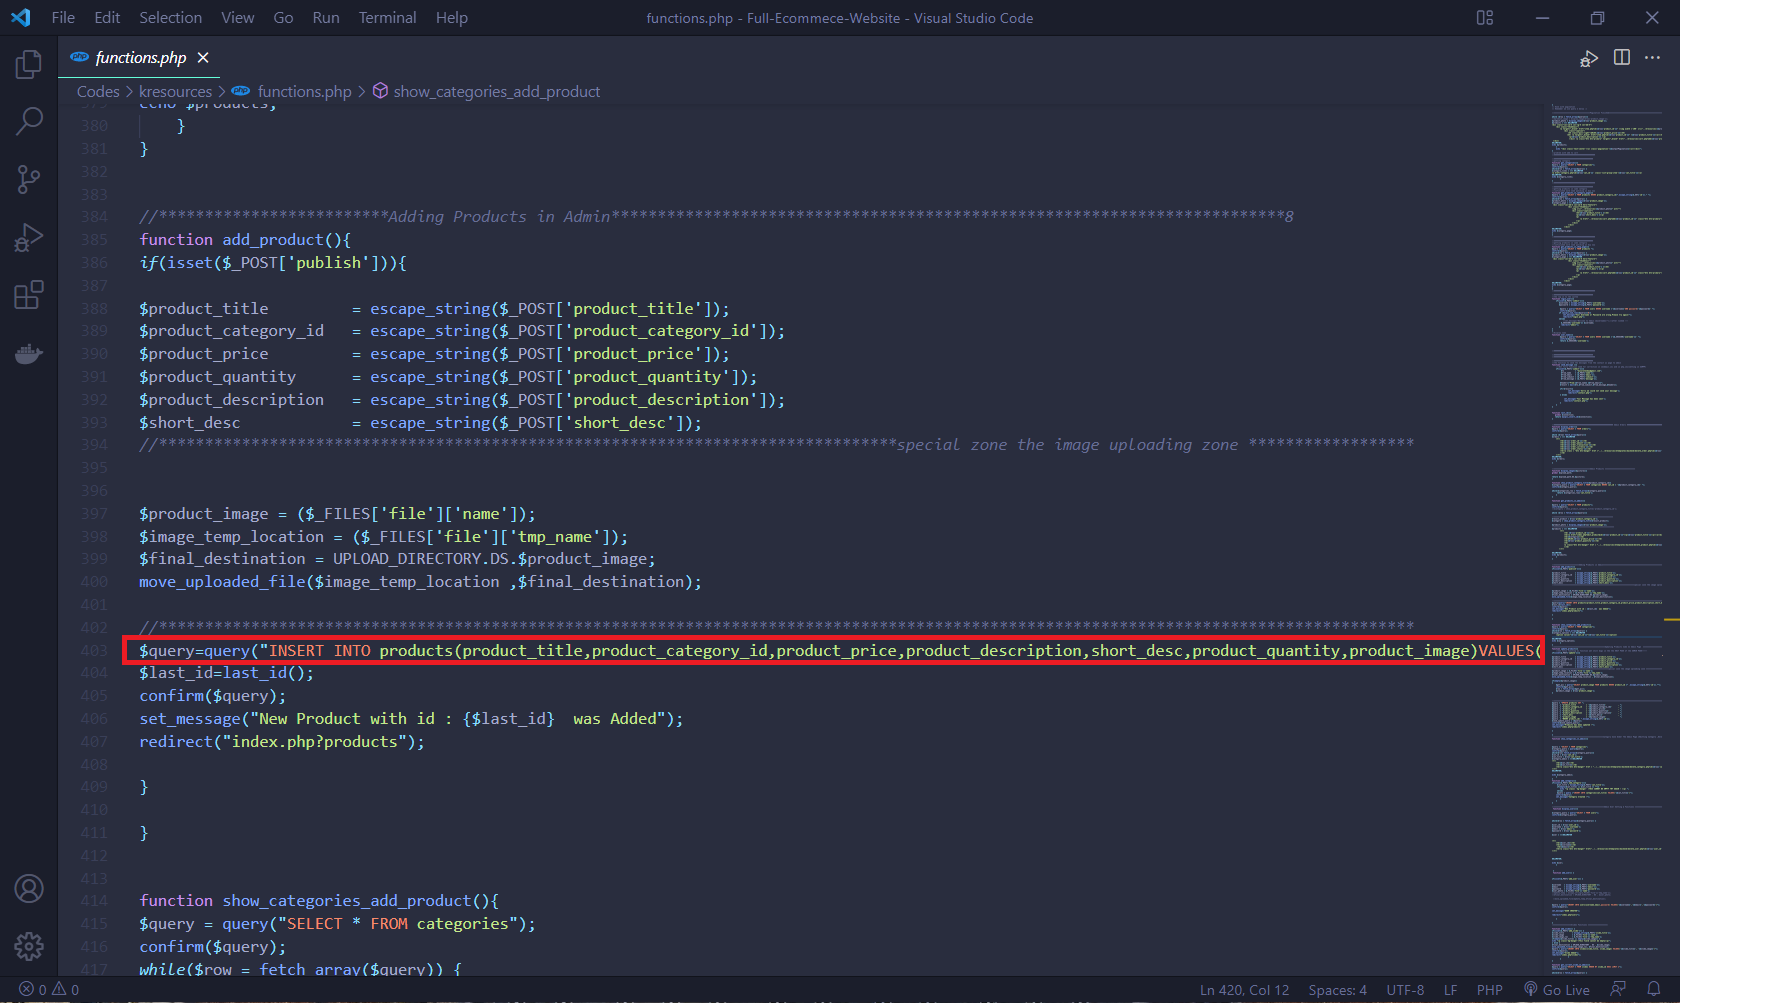 File Edit Selection View Go Run Terminal Help functions.php - Full-Ecommece-Website - Visual Studio Code
php functions.php
Codes > kresources > php functions.php > show_categories_add_product
echo $products;
380 }
381 }
382
383
384 //*************************Adding Products in Admin*************************************************************************8
385 function add_product(){
386 if(isset($_POST['publish'])){
387
388 $product_title = escape_string($_POST['product_title']);
389 $product_category_id = escape_string($_POST['product_category_id']);
390 $product_price = escape_string($_POST['product_price']);
391 $product_quantity = escape_string($_POST['product_quantity']);
392 $product_description = escape_string($_POST['product_description']);
393 $short_desc = escape_string($_POST['short_desc']);
394 //********************************************************************************special zone the image uploading zone ******************
395
396
397 $product_image = ($_FILES['file']['name']);
398 $image_temp_location = ($_FILES['file']['tmp_name']);
399 $final_destination = UPLOAD_DIRECTORY.DS.$product_image;
400 move_uploaded_file($image_temp_location ,$final_destination);
401
402 //****************************************************************************************************************************************
403 $query=query("INSERT INTO products(product_title,product_category_id,product_price,product_description,short_desc,product_quantity,product_image)VALUES(
404 $last_id=last_id();
405 confirm($query);
406 set_message("New Product with id : {$last_id}  was Added");
407 redirect("index.php?products");
408
409 }
410
411 }
412
413
414 function show_categories_add_product(){
415 $query = query("SELECT * FROM categories");
416 confirm($query);
417 while($row = fetch_array($query)) {
0 0 Ln 420, Col 12 Spaces: 4 UTF-8 LF PHP Go Live